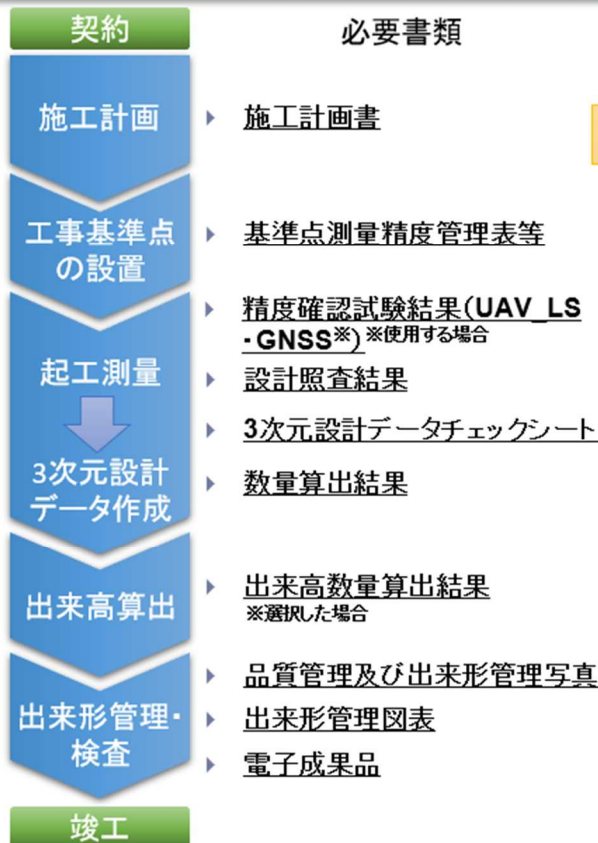 契約
必要書類
施工計画
施工計画書
工事基準点
の設置
基準点測量精度管理表等
精度確認試験結果(UAV_LS
・GNSS※)※使用する場合
起工測量
設計照査結果
3次元設計データチェックシート
3次元設計
データ作成
数量算出結果
出来高算出
出来高数量算出結果
※選択した場合
出来形管理・
検査
品質管理及び出来形管理写真
出来形管理図表
電子成果品
竣工